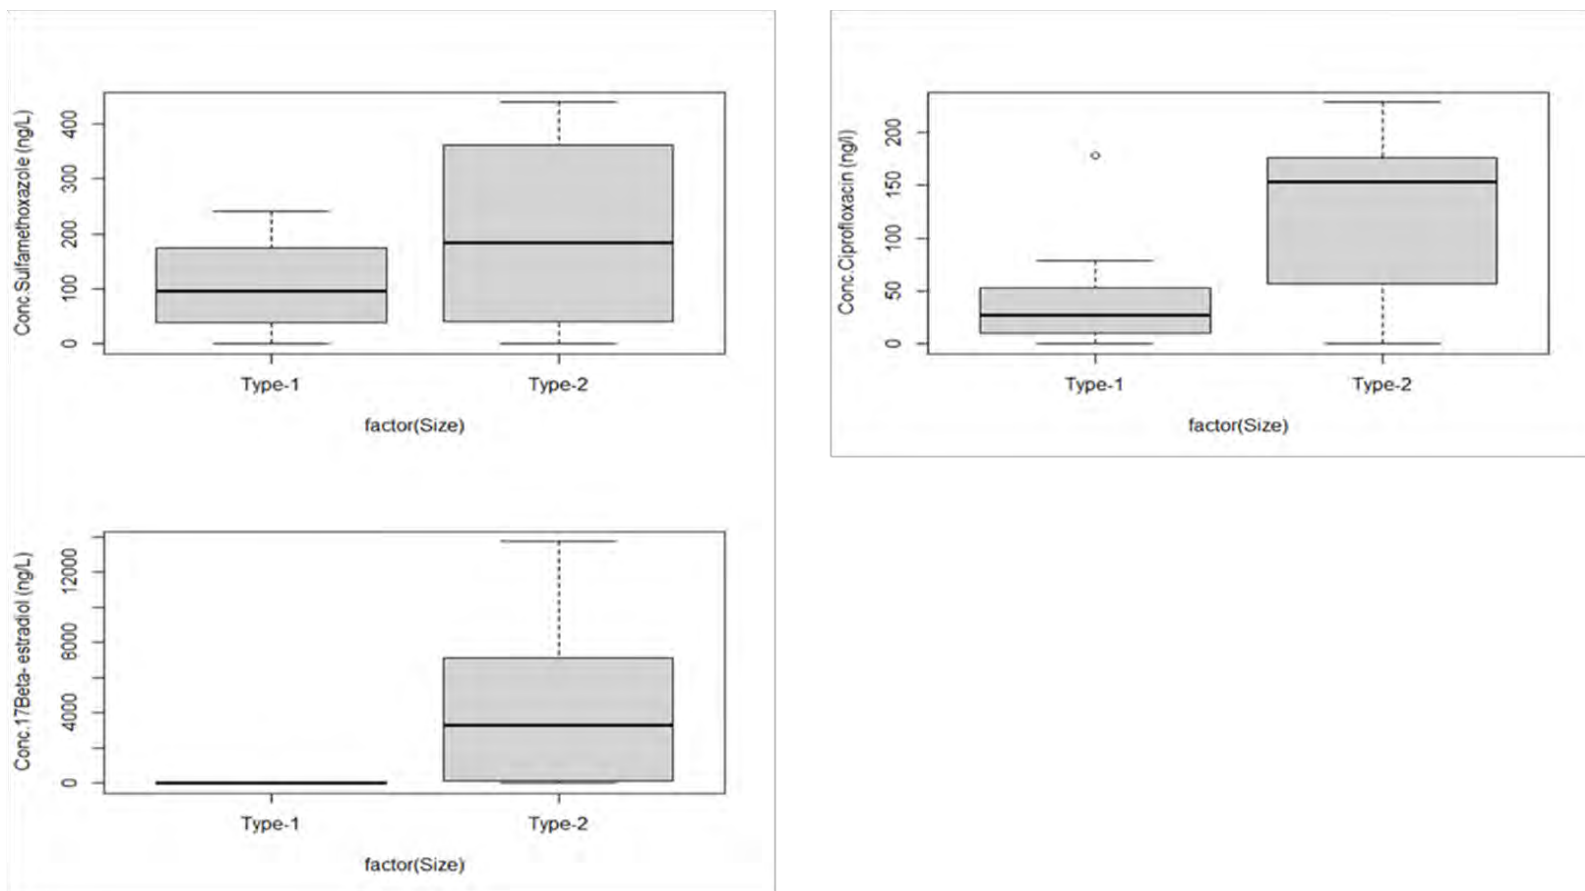 Conc.Sulfamethoxazole (ng/L)
400
300
200
100
0
Type-1
Type-2
factor(Size)
Conc.Ciprofloxacin (ng/l)
200
150
100
50
0
Type-1
Type-2
factor(Size)
Conc.17Beta- estradiol (ng/L)
12000
8000
4000
0
Type-1
Type-2
factor(Size)